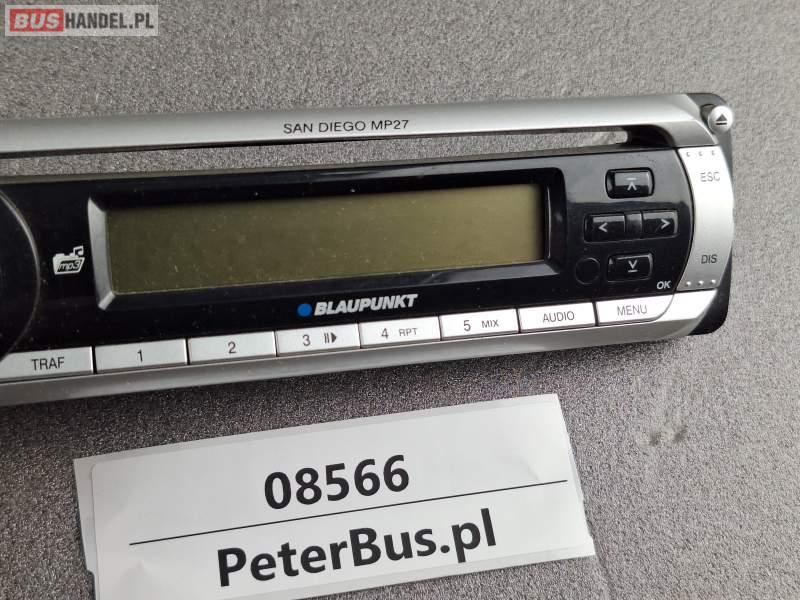 BUSHANDEL.PL
SAN DIEGO MP27
ESC
mp3
DIS
OK
BLAUPUNKT
TRAF 1 2 3 4 RPT 5 MIX AUDIO MENU
08566
PeterBus.pl